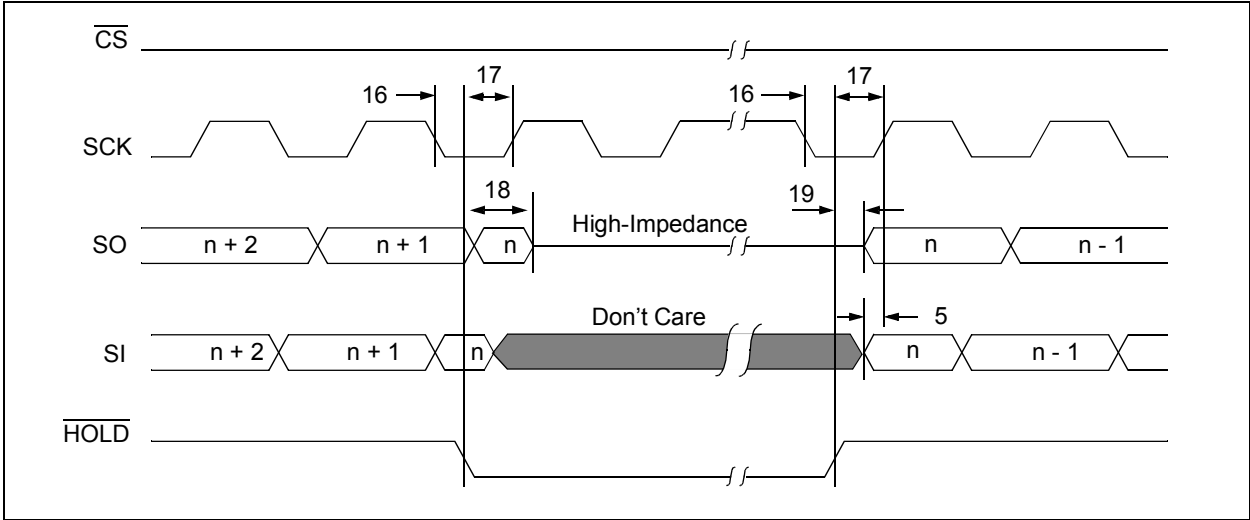 CS
16 17 16 17
SCK
18 19
High-Impedance
SO n + 2 n + 1 n n n - 1
Don't Care 5
SI n + 2 n + 1 n n n - 1
HOLD